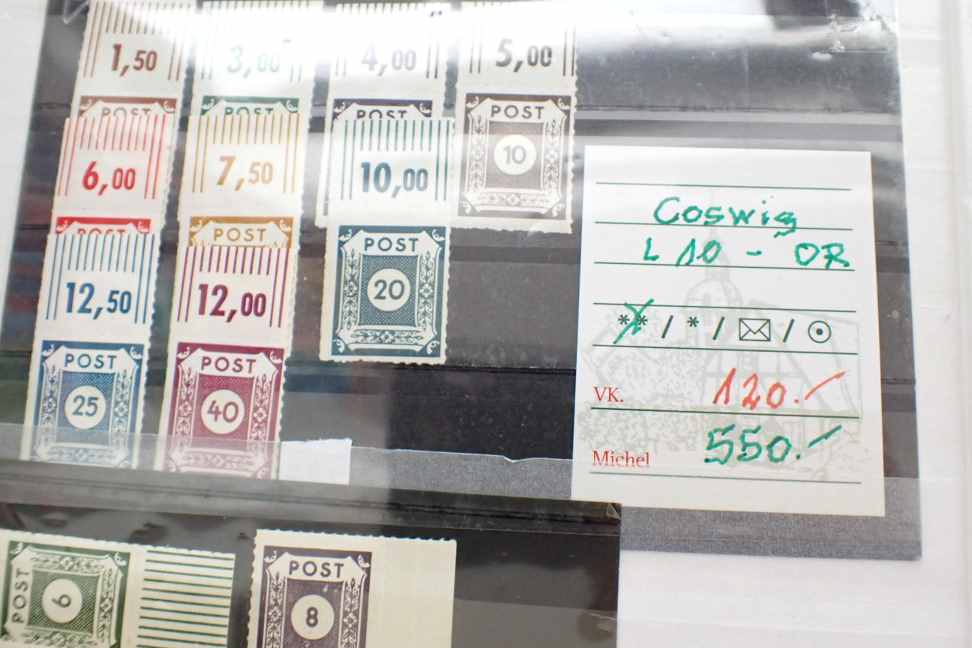 1,50 3,00 4,00 5,00
POST POST POST POST
10
6,00 7,50 10,00
POST POST POST
20
12,50 12,00
POST POST
25 40
Coswig
L 10 - OR
** / * / ✉ / ⊙
VK. 120.-
Michel 550.-
POST POST
6 8